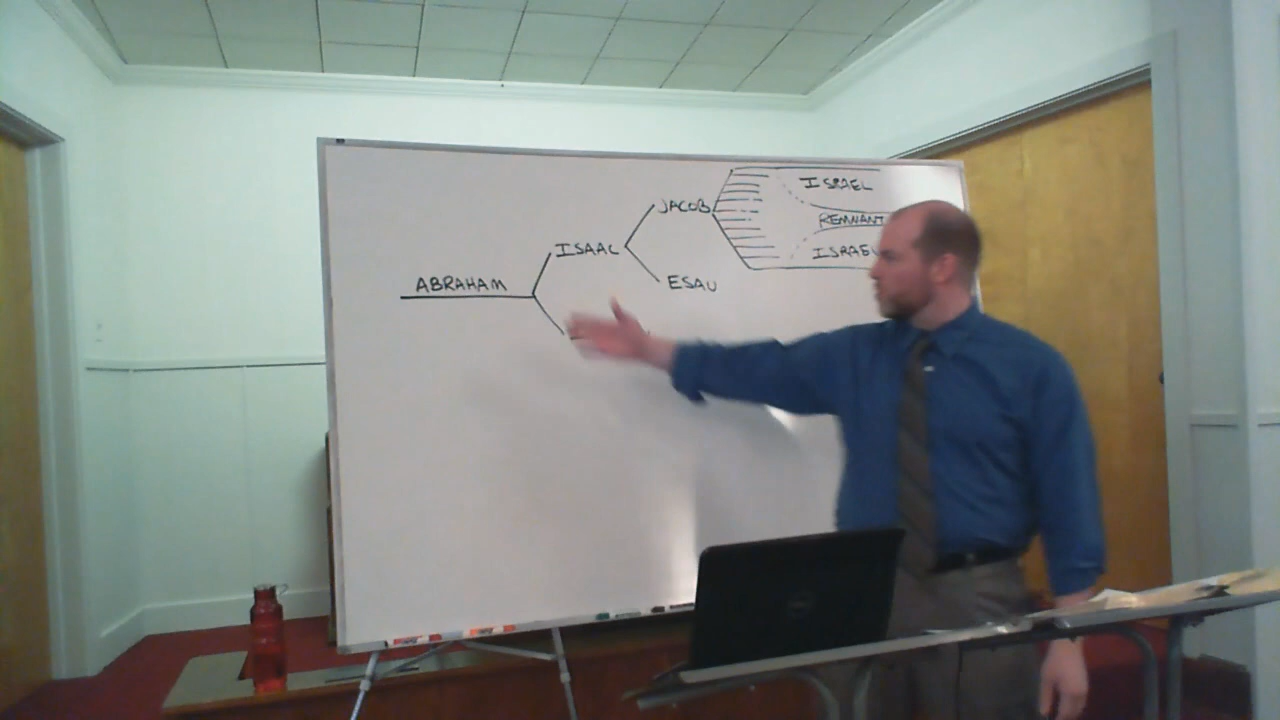 ISRAEL
JACOB
REMNANT
ISAAC
ISRAEL
ABRAHAM
ESAU